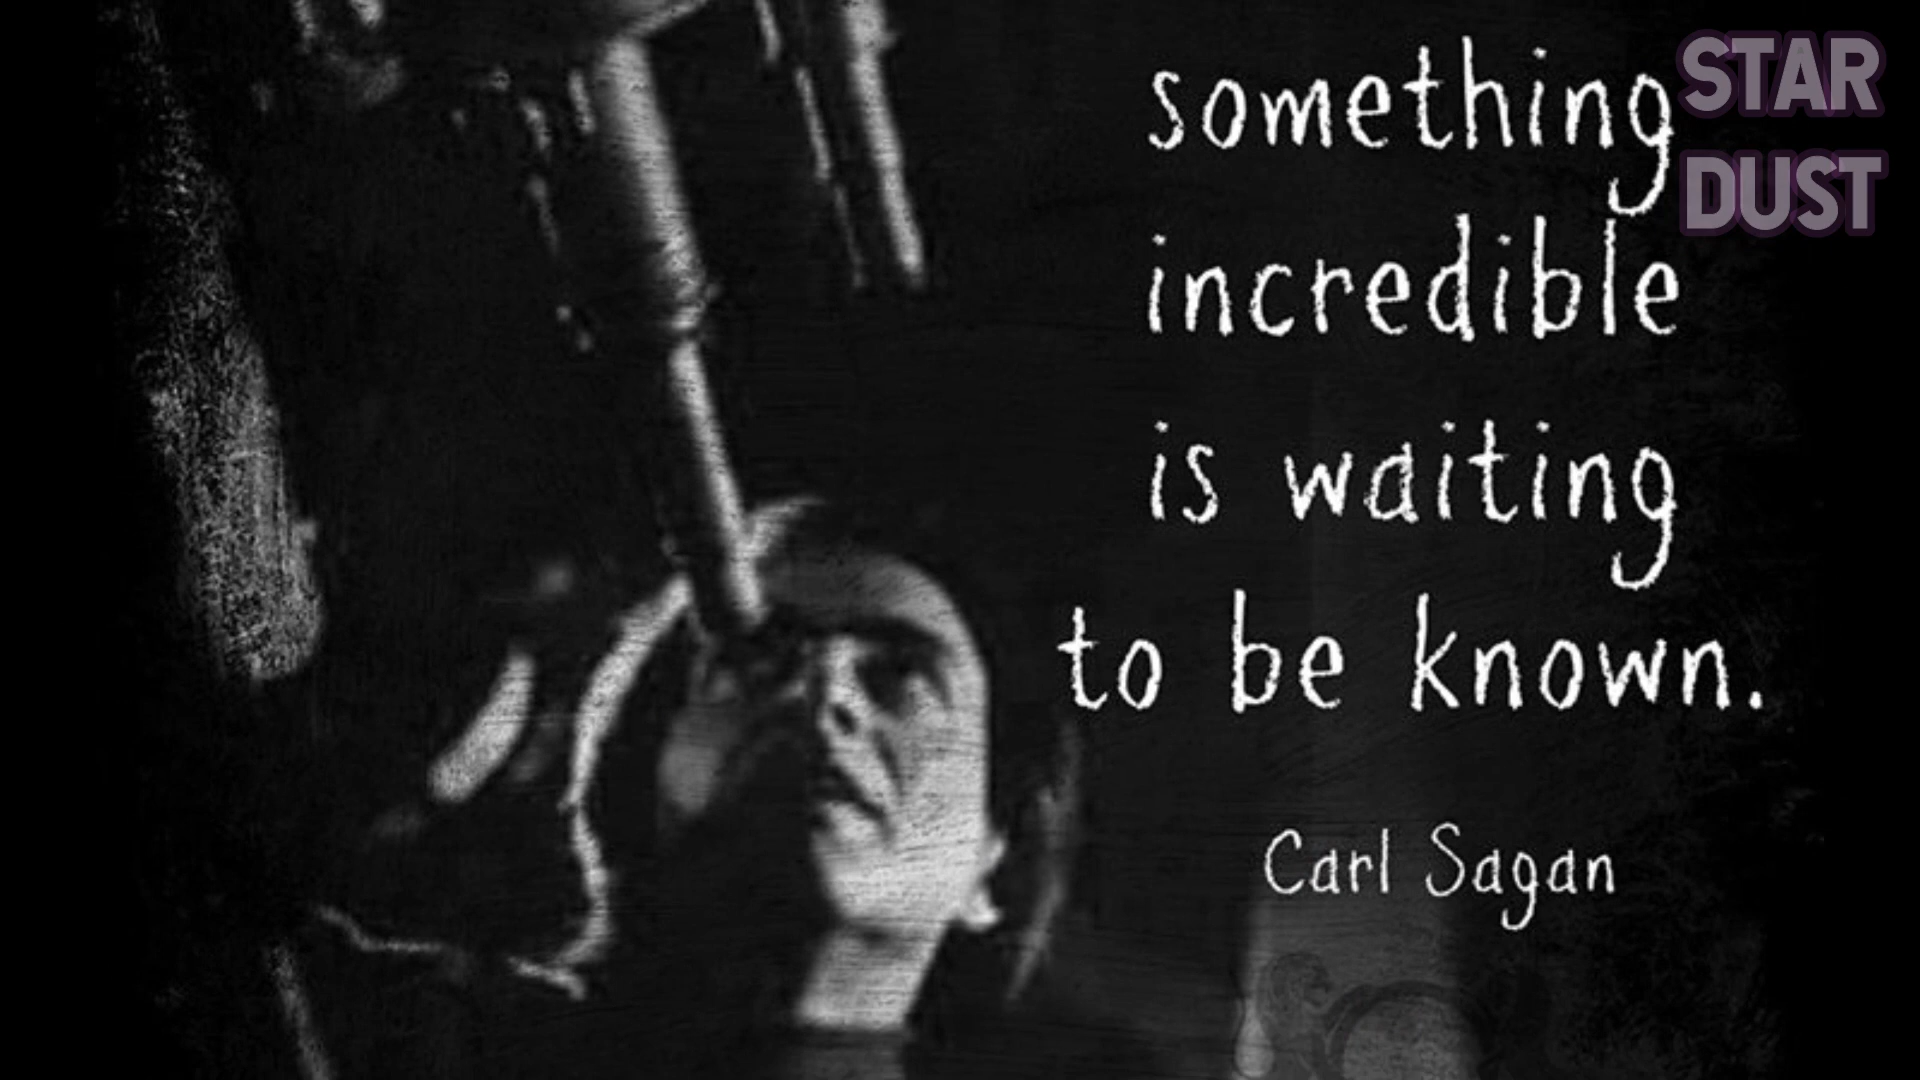 something
incredible
is waiting
to be known.
Carl Sagan
STAR
DUST